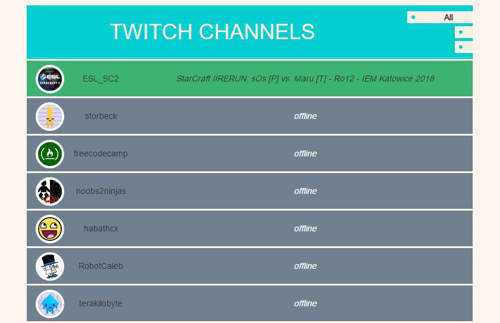 TWITCH CHANNELS
All
ESL_SC2 StarCraft II RERUN: sOs [P] vs. Maru [T] - Ro12 - IEM Katowice 2018
storbeck offline
freecodecamp offline
noobs2ninjas offline
habathcx offline
RobotCaleb offline
terakilobyte offline